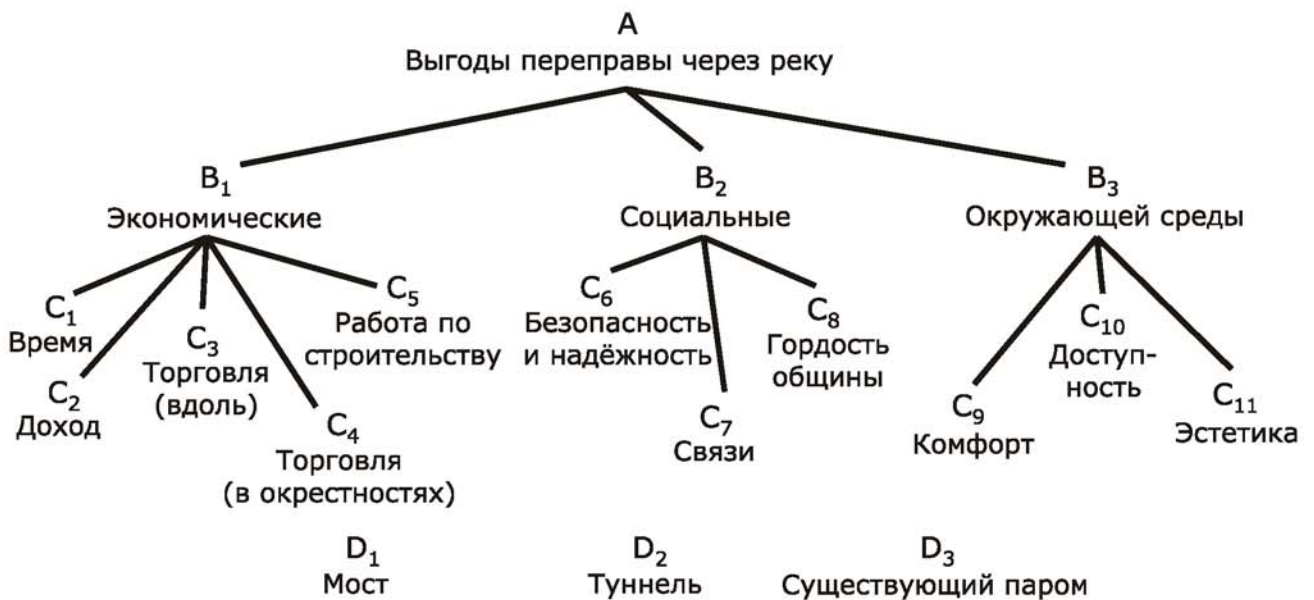 A
Выгоды переправы через реку
B₁
Экономические
B₂
Социальные
B₃
Окружающей среды
C₁
Время
C₂
Доход
C₃
Торговля
(вдоль)
C₄
Торговля
(в окрестностях)
C₅
Работа по
строительству
C₆
Безопасность
и надёжность
C₇
Связи
C₈
Гордость
общины
C₉
Комфорт
C₁₀
Доступ-
ность
C₁₁
Эстетика
D₁
Мост
D₂
Туннель
D₃
Существующий паром